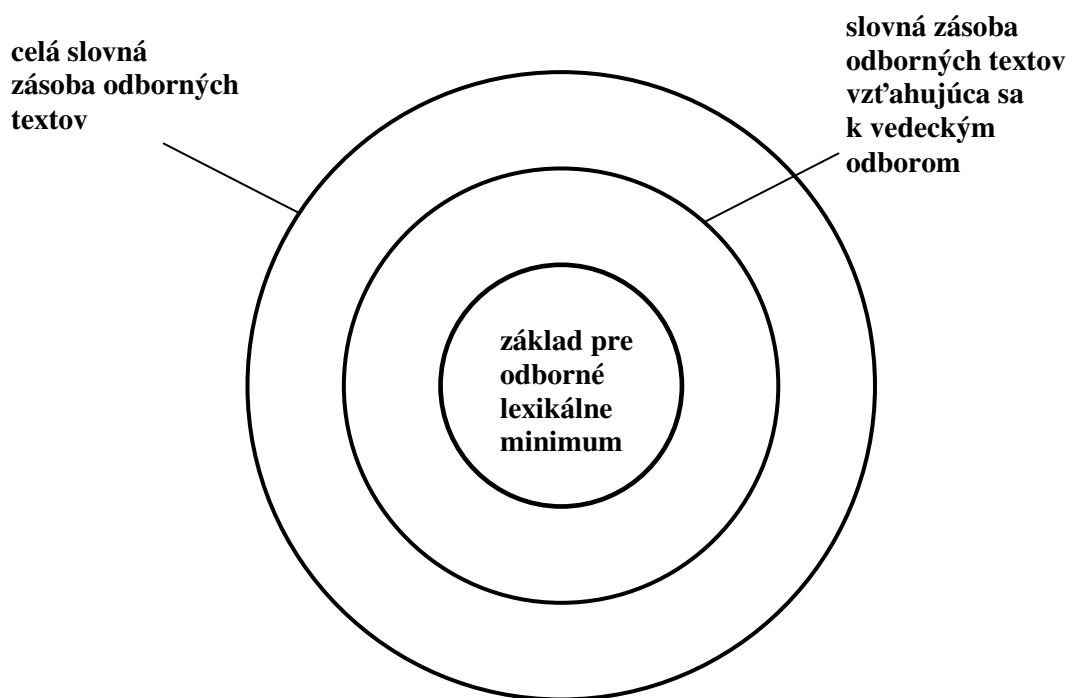 celá slovná
zásoba odborných
textov
slovná zásoba
odborných textov
vzťahujúca sa
k vedeckým
odborom
základ pre
odborné
lexikálne
minimum